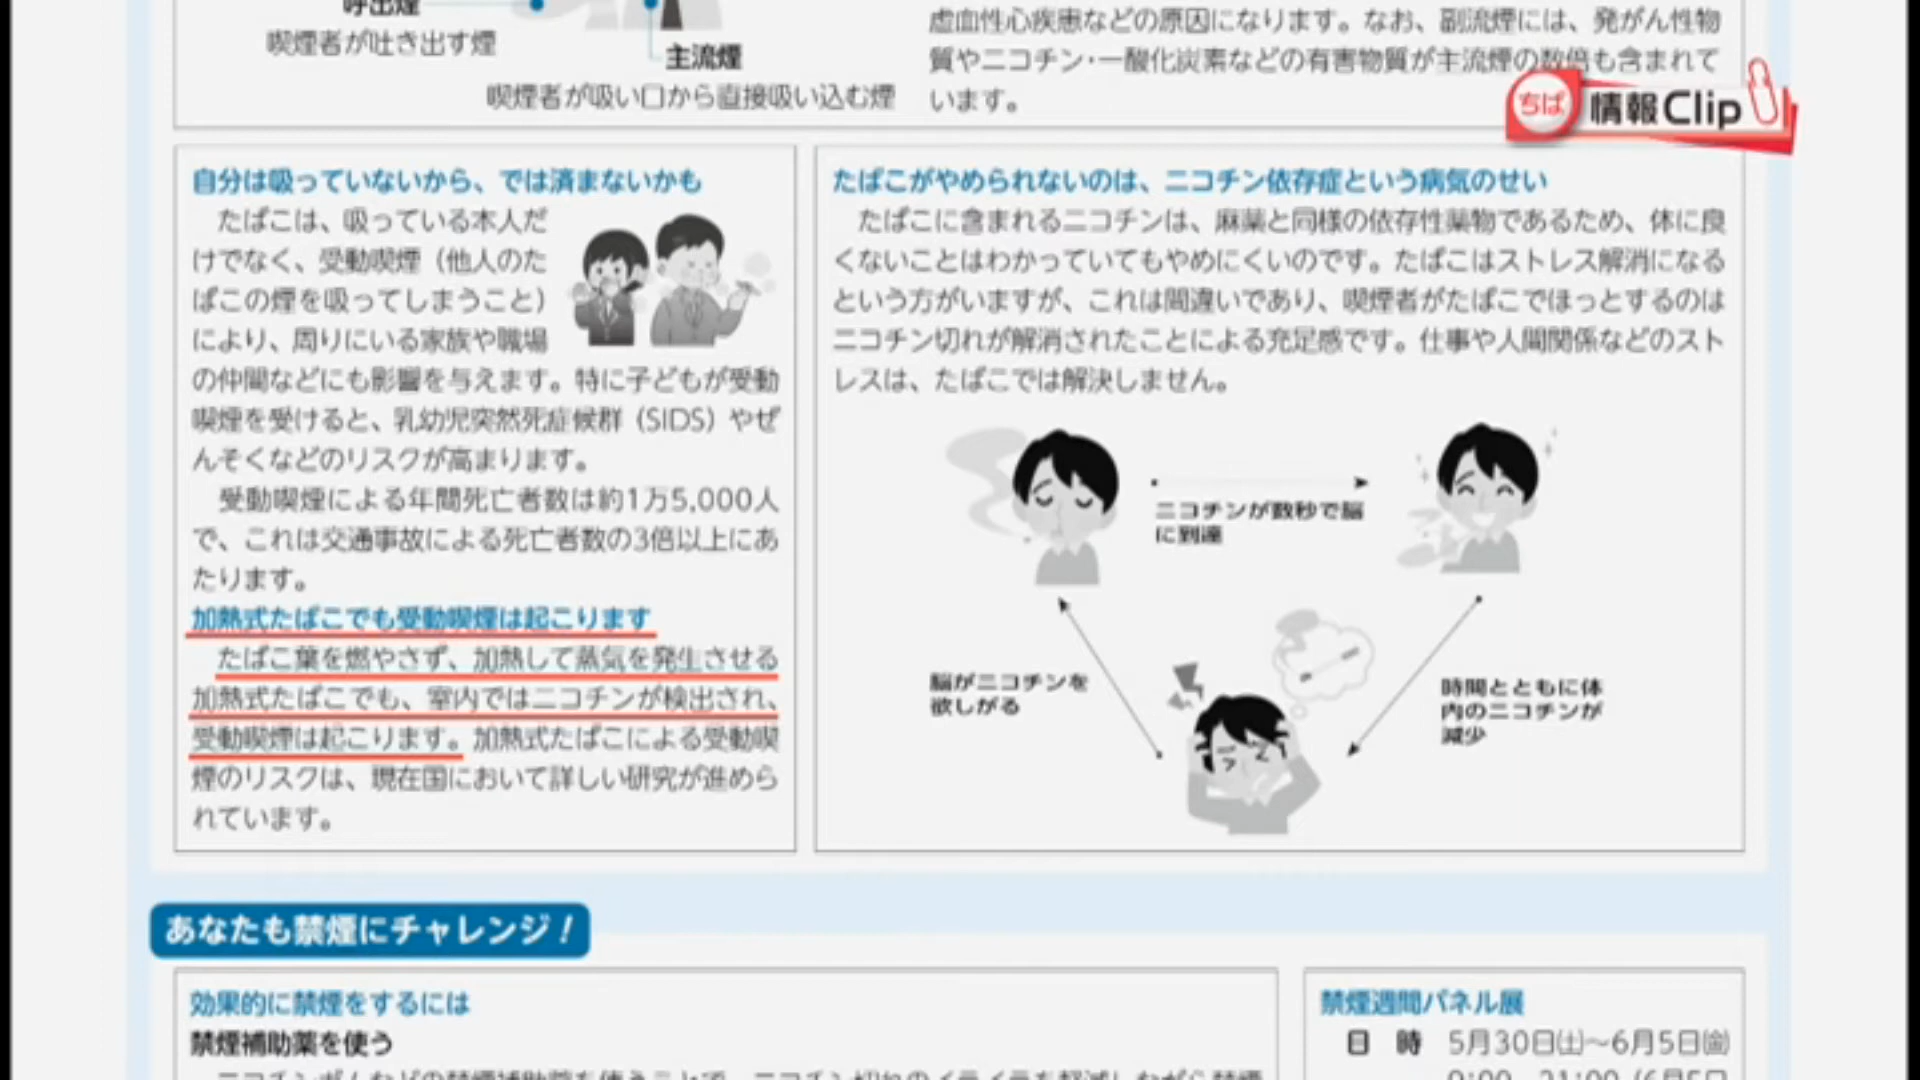 呼出煙
喫煙者が吐き出す煙
主流煙
喫煙者が吸い口から直接吸い込む煙
虚血性心疾患などの原因になります。なお、副流煙には、発がん性物
質やニコチン・一酸化炭素などの有害物質が主流煙の数倍も含まれて
います。
ちば 情報Clip
自分は吸っていないから、では済まないかも
たばこは、吸っている本人だ
けでなく、受動喫煙（他人のた
ばこの煙を吸ってしまうこと）
により、周りにいる家族や職場
の仲間などにも影響を与えます。特に子どもが受動
喫煙を受けると、乳幼児突然死症候群（SIDS）やぜ
んそくなどのリスクが高まります。
受動喫煙による年間死亡者数は約1万5,000人
で、これは交通事故による死亡者数の3倍以上にあ
たります。
加熱式たばこでも受動喫煙は起こります
たばこ葉を燃やさず、加熱して蒸気を発生させる
加熱式たばこでも、室内ではニコチンが検出され、
受動喫煙は起こります。加熱式たばこによる受動喫
煙のリスクは、現在国において詳しい研究が進めら
れています。
たばこがやめられないのは、ニコチン依存症という病気のせい
たばこに含まれるニコチンは、麻薬と同様の依存性薬物であるため、体に良
くないことはわかっていてもやめにくいのです。たばこはストレス解消になる
という方がいますが、これは間違いであり、喫煙者がたばこでほっとするのは
ニコチン切れが解消されたことによる充足感です。仕事や人間関係などのスト
レスは、たばこでは解決しません。
ニコチンが数秒で脳
に到達
脳がニコチンを
欲しがる
時間とともに体
内のニコチンが
減少
あなたも禁煙にチャレンジ！
効果的に禁煙をするには
禁煙補助薬を使う
禁煙週間パネル展
日 時 5月30日㈯～6月5日㈮